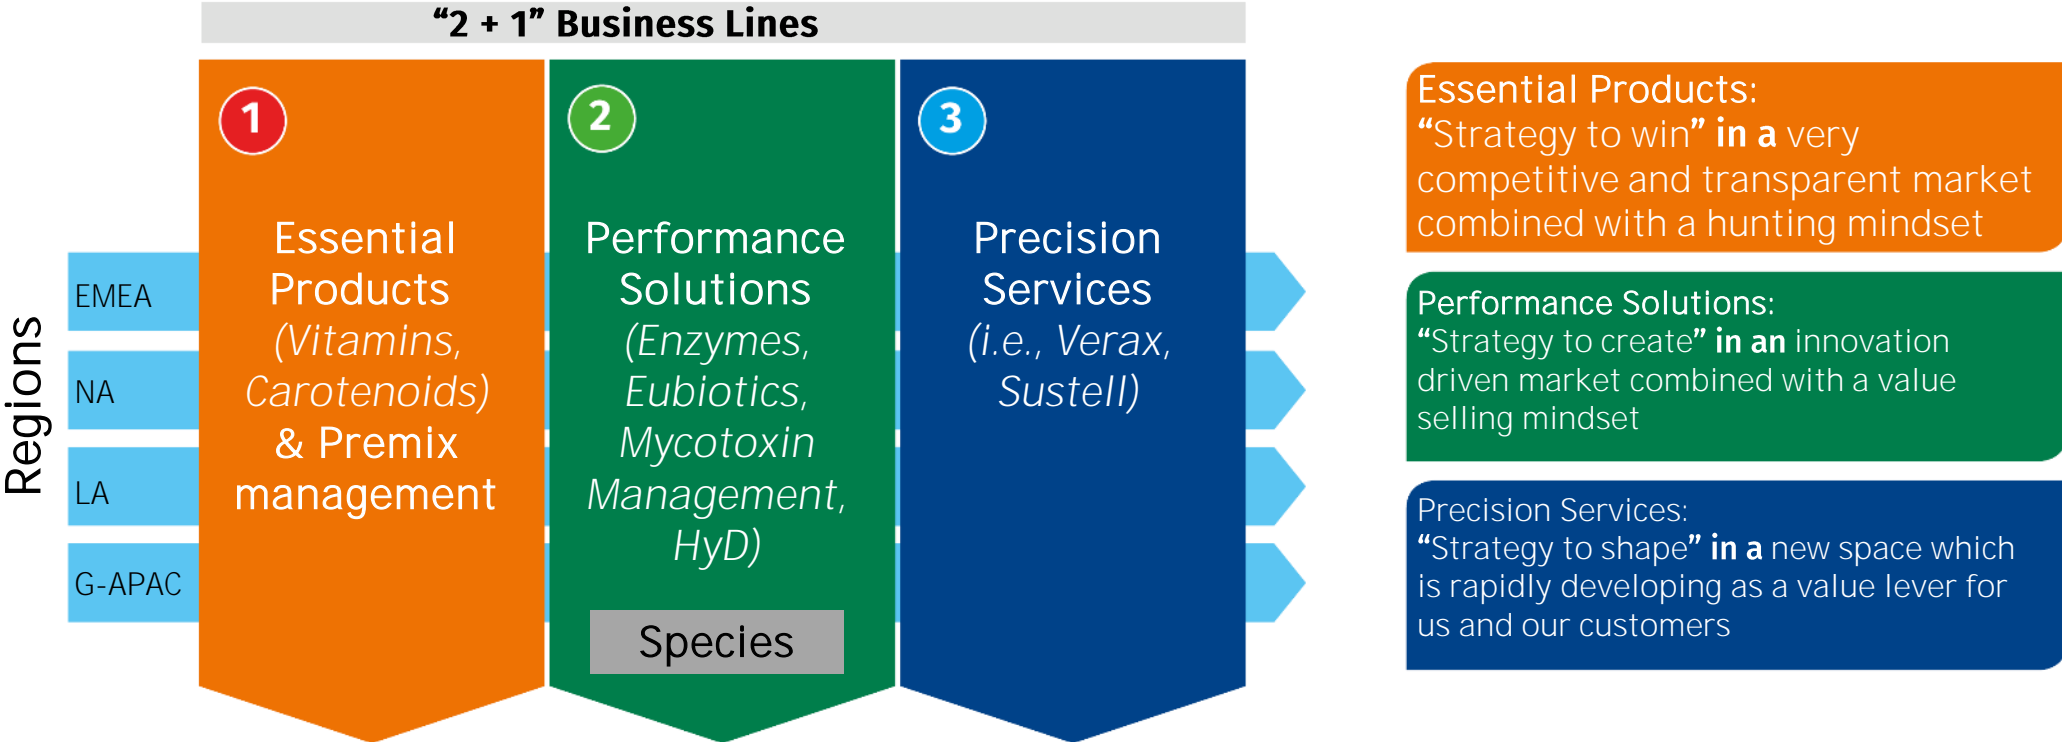 “2 + 1” Business Lines
Regions
EMEA
NA
LA
G-APAC
1
Essential
Products
(Vitamins,
Carotenoids)
& Premix
management
2
Performance
Solutions
(Enzymes,
Eubiotics,
Mycotoxin
Management,
HyD)
Species
3
Precision
Services
(i.e., Verax,
Sustell)
Essential Products:
“Strategy to win” in a very
competitive and transparent market
combined with a hunting mindset
Performance Solutions:
“Strategy to create” in an innovation
driven market combined with a value
selling mindset
Precision Services:
“Strategy to shape” in a new space which
is rapidly developing as a value lever for
us and our customers